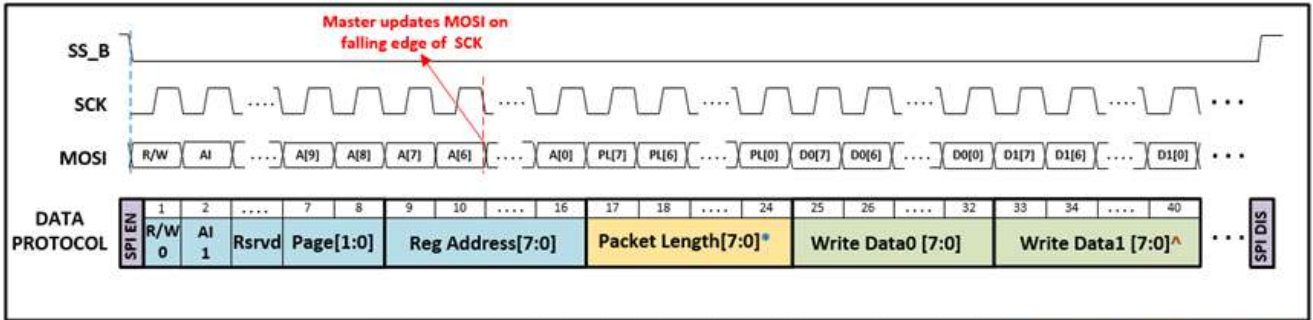 Master updates MOSI on
falling edge of SCK
SS_B
SCK
.... .... .... .... ...
MOSI
R/W AI .... A[9] A[8] A[7] A[6] .... A[0] PL[7] PL[6] .... PL[0] D0[7] D0[6] .... D0[0] D1[7] D1[6] .... D1[0] ...
DATA
PROTOCOL
SPI EN
1 2 .... 7 8 9 10 .... 16 17 18 .... 24 25 26 .... 32 33 34 .... 40
R/W
0
AI
1
Rsrvd
Page[1:0]
Reg Address[7:0]
Packet Length[7:0]*
Write Data0 [7:0]
Write Data1 [7:0]^
...
SPI DIS